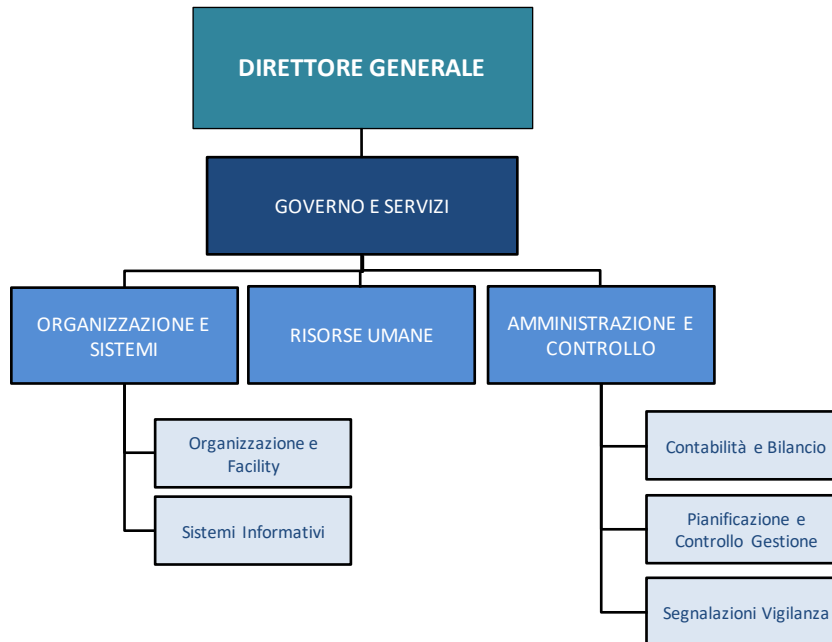 DIRETTORE GENERALE
GOVERNO E SERVIZI
ORGANIZZAZIONE E
SISTEMI
RISORSE UMANE
AMMINISTRAZIONE E
CONTROLLO
Organizzazione e
Facility
Sistemi Informativi
Contabilità e Bilancio
Pianificazione e
Controllo Gestione
Segnalazioni Vigilanza